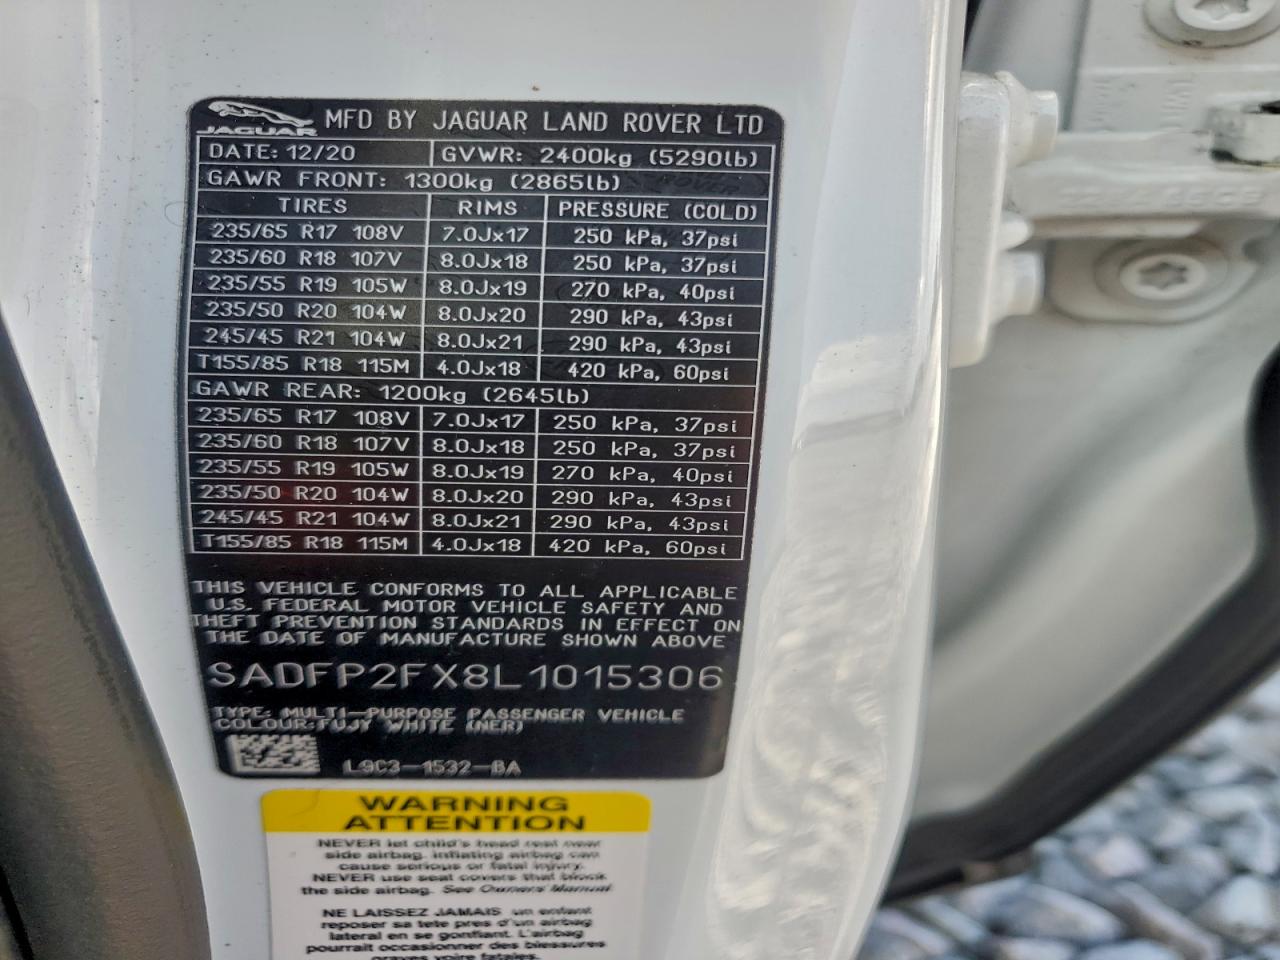 JAGUAR MFD BY JAGUAR LAND ROVER LTD
DATE: 12/20 GVWR: 2400kg (5290lb)
GAWR FRONT: 1300kg (2865lb)
TIRES RIMS PRESSURE (COLD)
235/65 R17 108V 7.0Jx17 250 kPa, 37psi
235/60 R18 107V 8.0Jx18 250 kPa, 37psi
235/55 R19 105W 8.0Jx19 270 kPa, 40psi
235/50 R20 104W 8.0Jx20 290 kPa, 43psi
245/45 R21 104W 8.0Jx21 290 kPa, 43psi
T155/85 R18 115M 4.0Jx18 420 kPa, 60psi
GAWR REAR: 1200kg (2645lb)
235/65 R17 108V 7.0Jx17 250 kPa, 37psi
235/60 R18 107V 8.0Jx18 250 kPa, 37psi
235/55 R19 105W 8.0Jx19 270 kPa, 40psi
235/50 R20 104W 8.0Jx20 290 kPa, 43psi
245/45 R21 104W 8.0Jx21 290 kPa, 43psi
T155/85 R18 115M 4.0Jx18 420 kPa, 60psi
THIS VEHICLE CONFORMS TO ALL APPLICABLE
U.S. FEDERAL MOTOR VEHICLE SAFETY AND
THEFT PREVENTION STANDARDS IN EFFECT ON
THE DATE OF MANUFACTURE SHOWN ABOVE
SADFP2FX8L1015306
TYPE: MULTI-PURPOSE PASSENGER VEHICLE
COLOUR:FUJY WHITE (NER)
L9C3-1532-BA
WARNING
ATTENTION
NEVER let child's head rest near
side airbag. Inflating airbag can
cause serious or fatal injury.
NEVER use seat covers that block
the side airbag. See Owners Manual
NE LAISSEZ JAMAIS un enfant
reposer sa tete pres d'un airbag
lateral en se gonflant. L'airbag
pourrait occasionner des blessures
graves voire fatales.